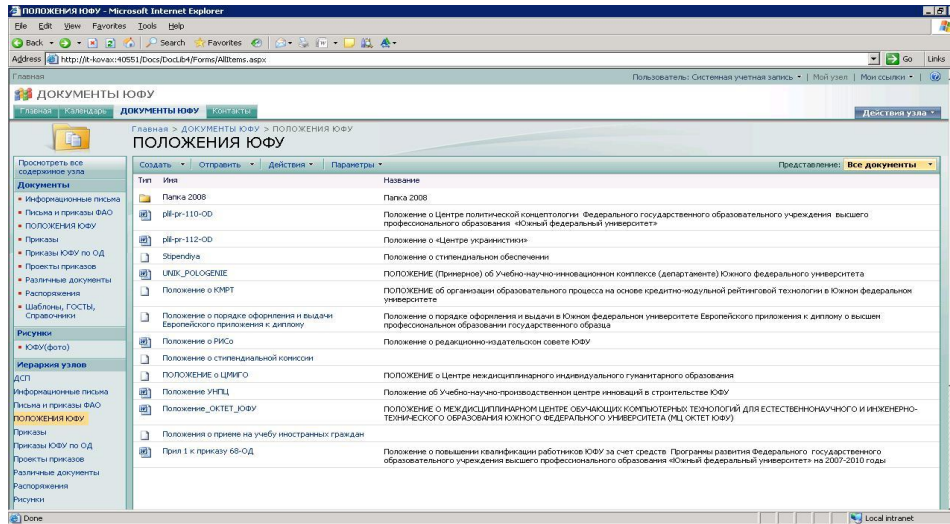 ПОЛОЖЕНИЯ ЮФУ - Microsoft Internet Explorer
File Edit View Favorites Tools Help
Back Search Favorites
Address http://it-kovax:40551/Docs/DocLib4/Forms/AllItems.aspx Go Links
Главная Пользователь: Системная учетная запись | Мой узел | Мои ссылки |
ДОКУМЕНТЫ ЮФУ
Главная Календарь ДОКУМЕНТЫ ЮФУ Контакты Действия узла
Главная > ДОКУМЕНТЫ ЮФУ > ПОЛОЖЕНИЯ ЮФУ
ПОЛОЖЕНИЯ ЮФУ
Просмотреть все
содержимое узла
Документы
Информационные письма
Письма и приказы ФАО
ПОЛОЖЕНИЯ ЮФУ
Приказы
Приказы ЮФУ по ОД
Проекты приказов
Различные документы
Распоряжения
Шаблоны, ГОСТЫ,
Справочники
Рисунки
ЮФУ(фото)
Иерархия узлов
ДСП
Информационные письма
Письма и приказы ФАО
ПОЛОЖЕНИЯ ЮФУ
Приказы
Приказы ЮФУ по ОД
Проекты приказов
Различные документы
Распоряжения
Рисунки
Создать Отправить Действия Параметры Представление: Все документы
Тип Имя Название
Папка 2008 Папка 2008
plif-pr-110-OD Положение о Центре политической концептологии Федерального государственного образовательного учреждения высшего
профессионального образования «Южный федеральный университет»
plif-pr-112-OD Положение о «Центре украинистики»
Stipendiya Положение о стипендиальном обеспечении
UNIK_POLOGENIE ПОЛОЖЕНИЕ (Примерное) об Учебно-научно-инновационном комплексе (департаменте) Южного федерального университета
Положение о КМРТ ПОЛОЖЕНИЕ об организации образовательного процесса на основе кредитно-модульной рейтинговой технологии в Южном федеральном
университете
Положение о порядке оформления и выдачи Положение о порядке оформления и выдачи в Южном федеральном университете Европейского приложения к диплому о высшем
Европейского приложения к диплому профессиональном образовании государственного образца
Положение о РИСо Положение о редакционно-издательском совете ЮФУ
Положение о стипендиальной комиссии
ПОЛОЖЕНИЕ о ЦМИГО ПОЛОЖЕНИЕ о Центре междисциплинарного индивидуального гуманитарного образования
Положение УНПЦ Положение об Учебно-научно-производственном центре инноваций в строительстве ЮФУ
Положение_ОКТЕТ_ЮФУ ПОЛОЖЕНИЕ О МЕЖДИСЦИПЛИНАРНОМ ЦЕНТРЕ ОБУЧАЮЩИХ КОМПЬЮТЕРНЫХ ТЕХНОЛОГИЙ ДЛЯ ЕСТЕСТВЕННОНАУЧНОГО И ИНЖЕНЕРНО-
ТЕХНИЧЕСКОГО ОБРАЗОВАНИЯ ЮЖНОГО ФЕДЕРАЛЬНОГО УНИВЕРСИТЕТА (МЦ ОКТЕТ ЮФУ)
Положения о приеме на учебу иностранных граждан
Прил 1 к приказу 68-ОД Положение о повышении квалификации работников ЮФУ за счет средств Программы развития Федерального государственного
образовательного учреждения высшего профессионального образования «Южный федеральный университет» на 2007-2010 годы
Done Local intranet